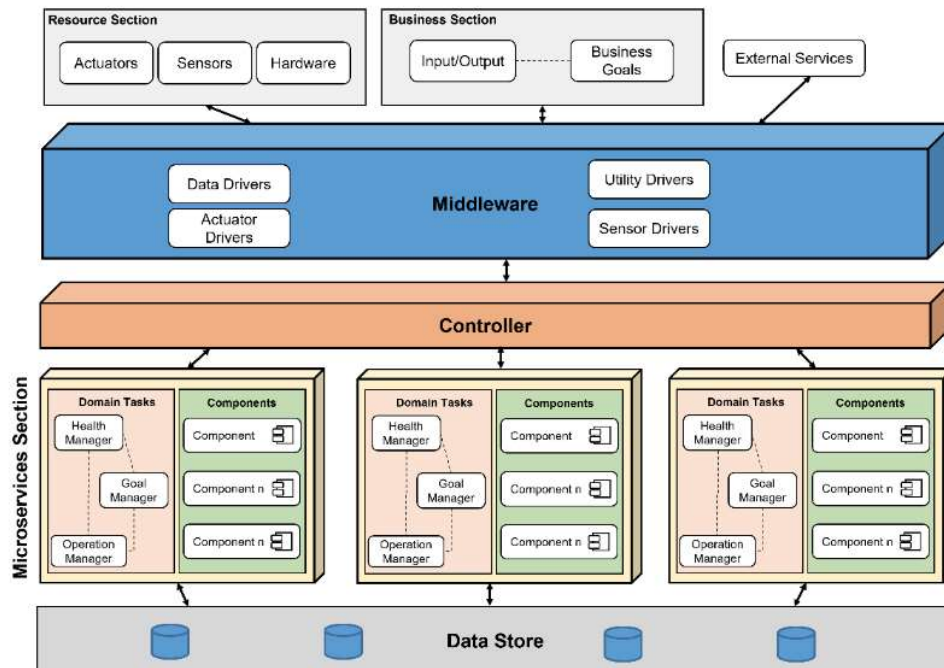 Resource Section
Actuators
Sensors
Hardware
Business Section
Input/Output
Business
Goals
External Services
Data Drivers
Actuator
Drivers
Middleware
Utility Drivers
Sensor Drivers
Controller
Microservices Section
Domain Tasks
Health
Manager
Goal
Manager
Operation
Manager
Components
Component
Component n
Component n
Domain Tasks
Health
Manager
Goal
Manager
Operation
Manager
Components
Component
Component n
Component n
Domain Tasks
Health
Manager
Goal
Manager
Operation
Manager
Components
Component
Component n
Component n
Data Store